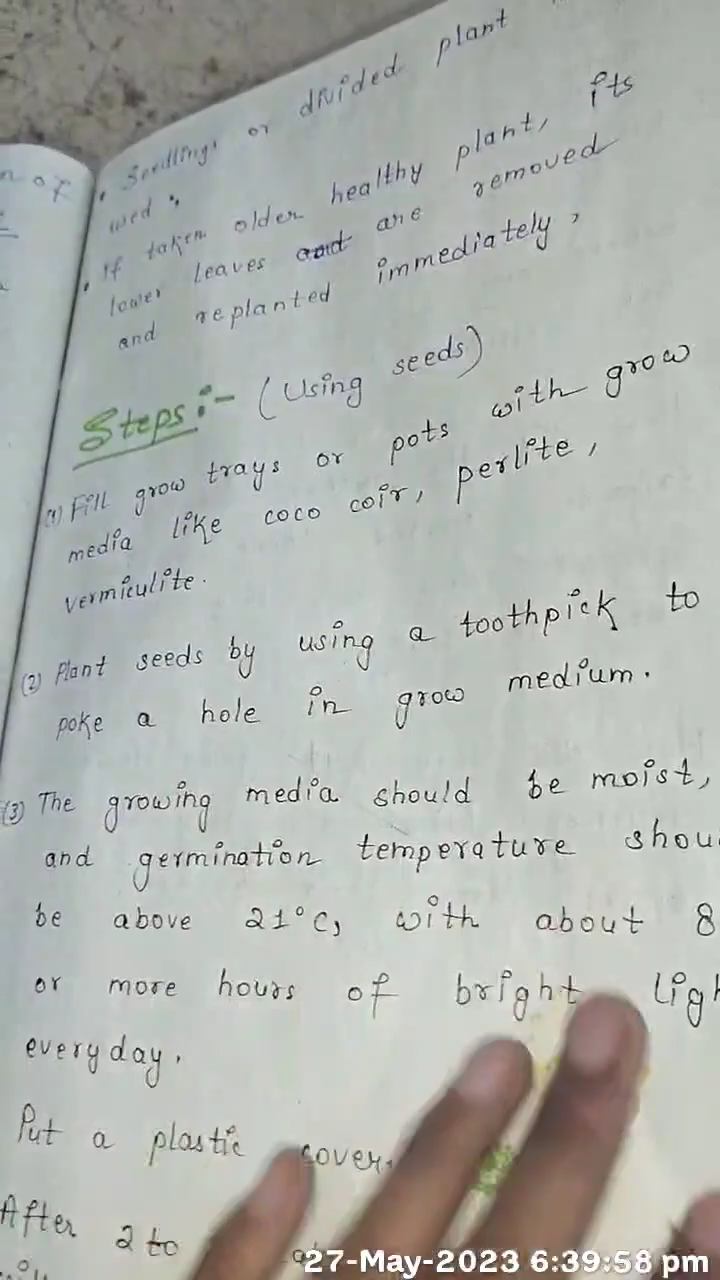 n of
• Seedlings or divided plant
• If taken older healthy plant, its
lower leaves are removed
and replanted immediately,
Steps:- (Using seeds)
(1) Fill grow trays or pots with grow
media like coco coir, perlite,
vermiculite.
(2) Plant seeds by using a toothpick to
poke a hole in grow medium.
(3) The growing media should be moist,
and germination temperature shou
be above 21°C, with about 8
or more hours of bright ligh
everyday.
Put a plastic cover.
After 2 to
27-May-2023 6:39:58 pm